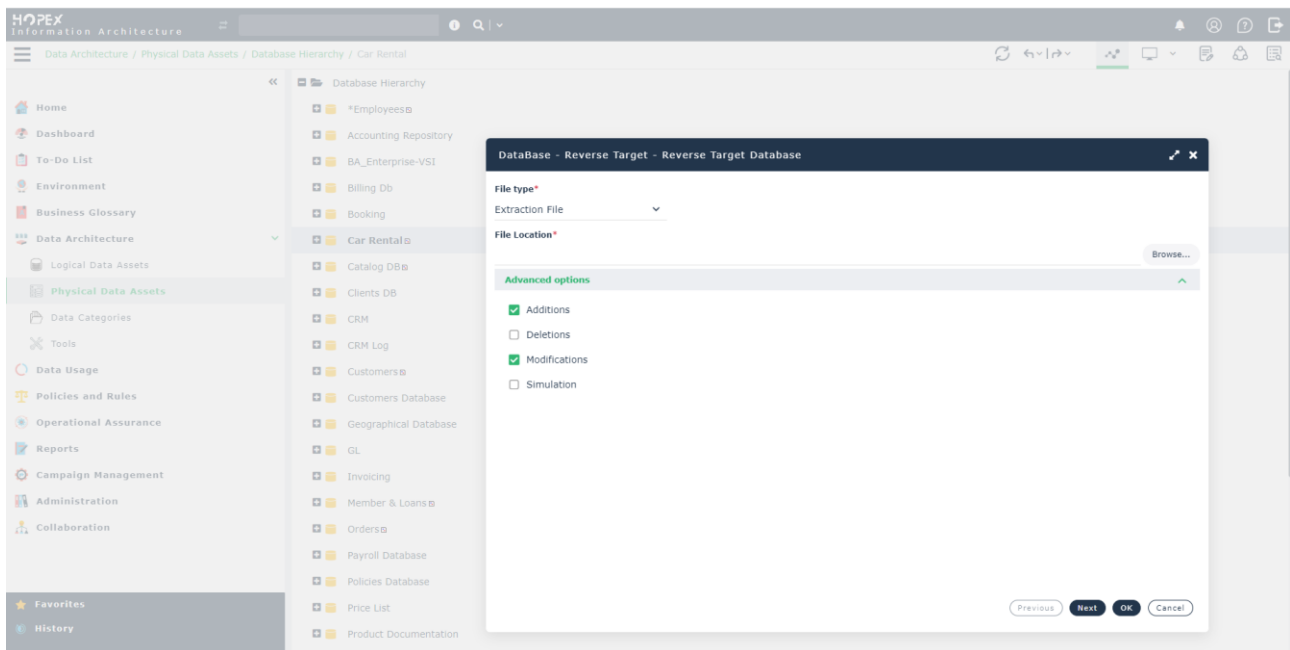 HOPEX
Information Architecture
Data Architecture / Physical Data Assets / Database Hierarchy / Car Rental
Home
Dashboard
To-Do List
Environment
Business Glossary
Data Architecture
Logical Data Assets
Physical Data Assets
Data Categories
Tools
Data Usage
Policies and Rules
Operational Assurance
Reports
Campaign Management
Administration
Collaboration
Favorites
History
Database Hierarchy
*Employees
Accounting Repository
BA_Enterprise-VSI
Billing Db
Booking
Car Rental
Catalog DB
Clients DB
CRM
CRM Log
Customers
Customers Database
Geographical Database
GL
Invoicing
Member & Loans
Orders
Payroll Database
Policies Database
Price List
Product Documentation
DataBase - Reverse Target - Reverse Target Database
File type*
Extraction File
File Location*
Browse...
Advanced options
Additions
Deletions
Modifications
Simulation
Previous Next OK Cancel